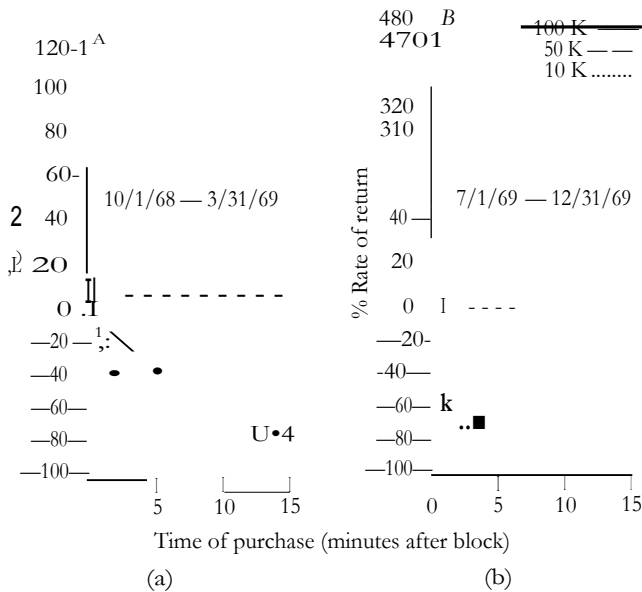 120-1 A
100
80
60-
10/1/68 — 3/31/69
2
40
20
0
—20 —
—40
—60—
—80—
U•4
—100—
5
10
15
480 B
4701
100 K ——
50 K — —
10 K ........
320
310
7/1/69 — 12/31/69
40 —
% Rate of return
20
0 I - - - -
—20-
-40—
—60—
k
—80—
—100—
0
5
10
15
Time of purchase (minutes after block)
(a)
(b)